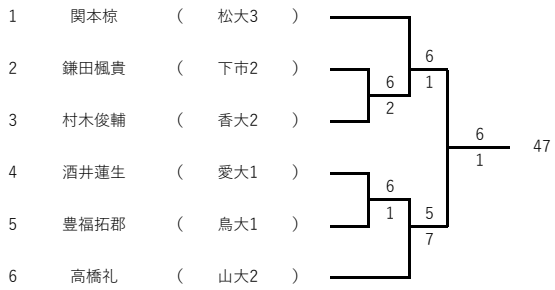 1 関本椋 ( 松大3 )
6
2 鎌田楓貴 ( 下市2 )
6 1
2
3 村木俊輔 ( 香大2 )
6
47
1
4 酒井蓮生 ( 愛大1 )
6
1 5
5 豊福拓郡 ( 鳥大1 )
7
6 高橋礼 ( 山大2 )